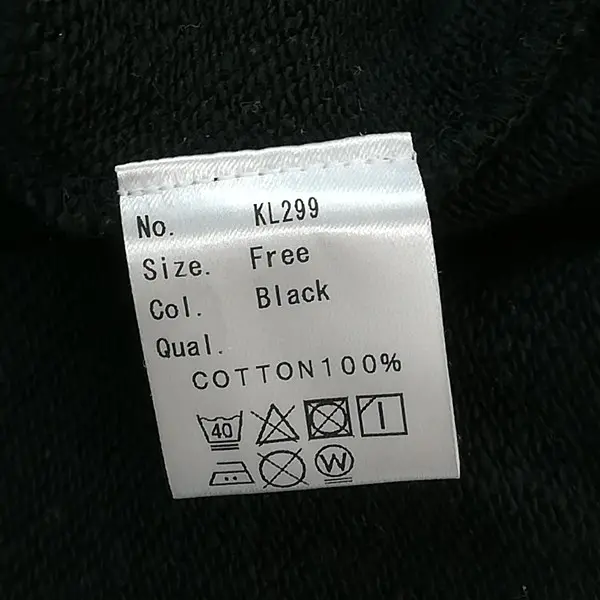 No. KL299
Size. Free
Col. Black
Qual.
COTTON100%
40
W